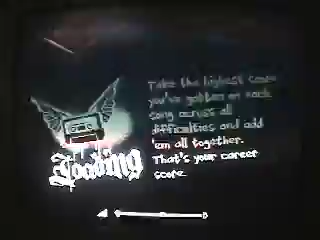 Take the highest score
you've gotten on each
song across all
difficulties and add
'em all together.
That's your career
score.
Loading